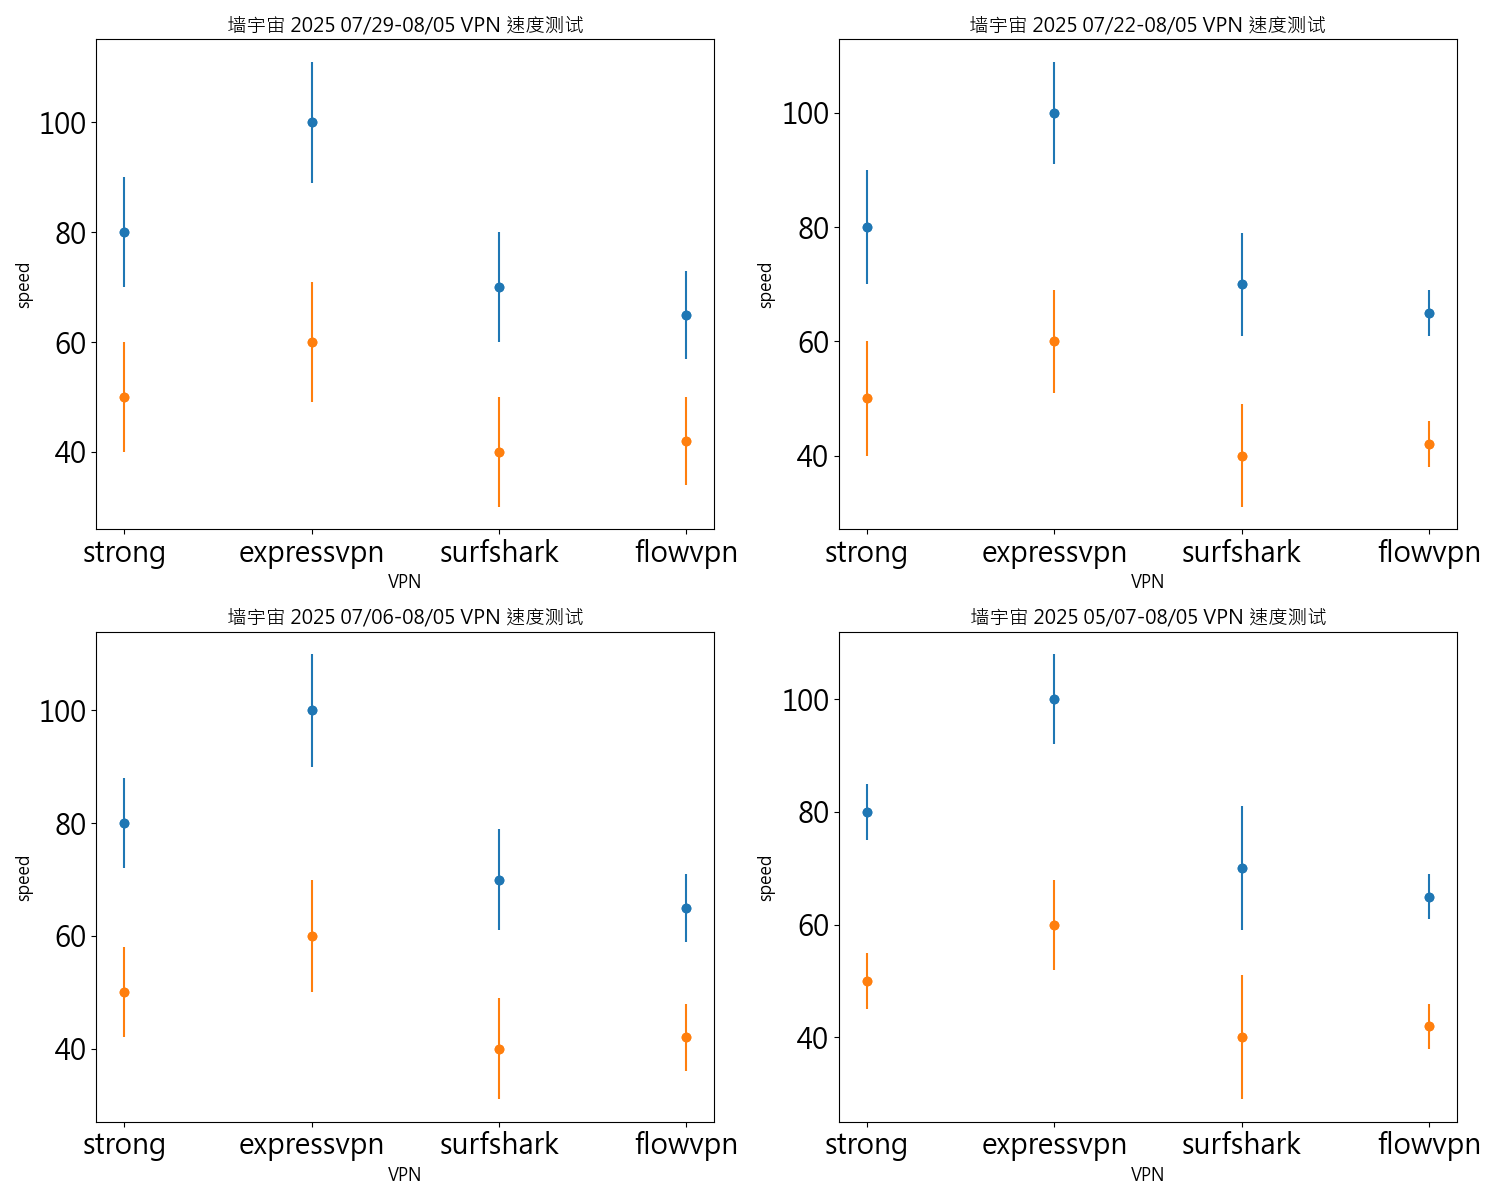 墙宇宙 2025 07/29-08/05 VPN 速度测试
speed
100
80
60
40
strong expressvpn surfshark flowvpn
VPN
墙宇宙 2025 07/22-08/05 VPN 速度测试
speed
100
80
60
40
strong expressvpn surfshark flowvpn
VPN
墙宇宙 2025 07/06-08/05 VPN 速度测试
speed
100
80
60
40
strong expressvpn surfshark flowvpn
VPN
墙宇宙 2025 05/07-08/05 VPN 速度测试
speed
100
80
60
40
strong expressvpn surfshark flowvpn
VPN